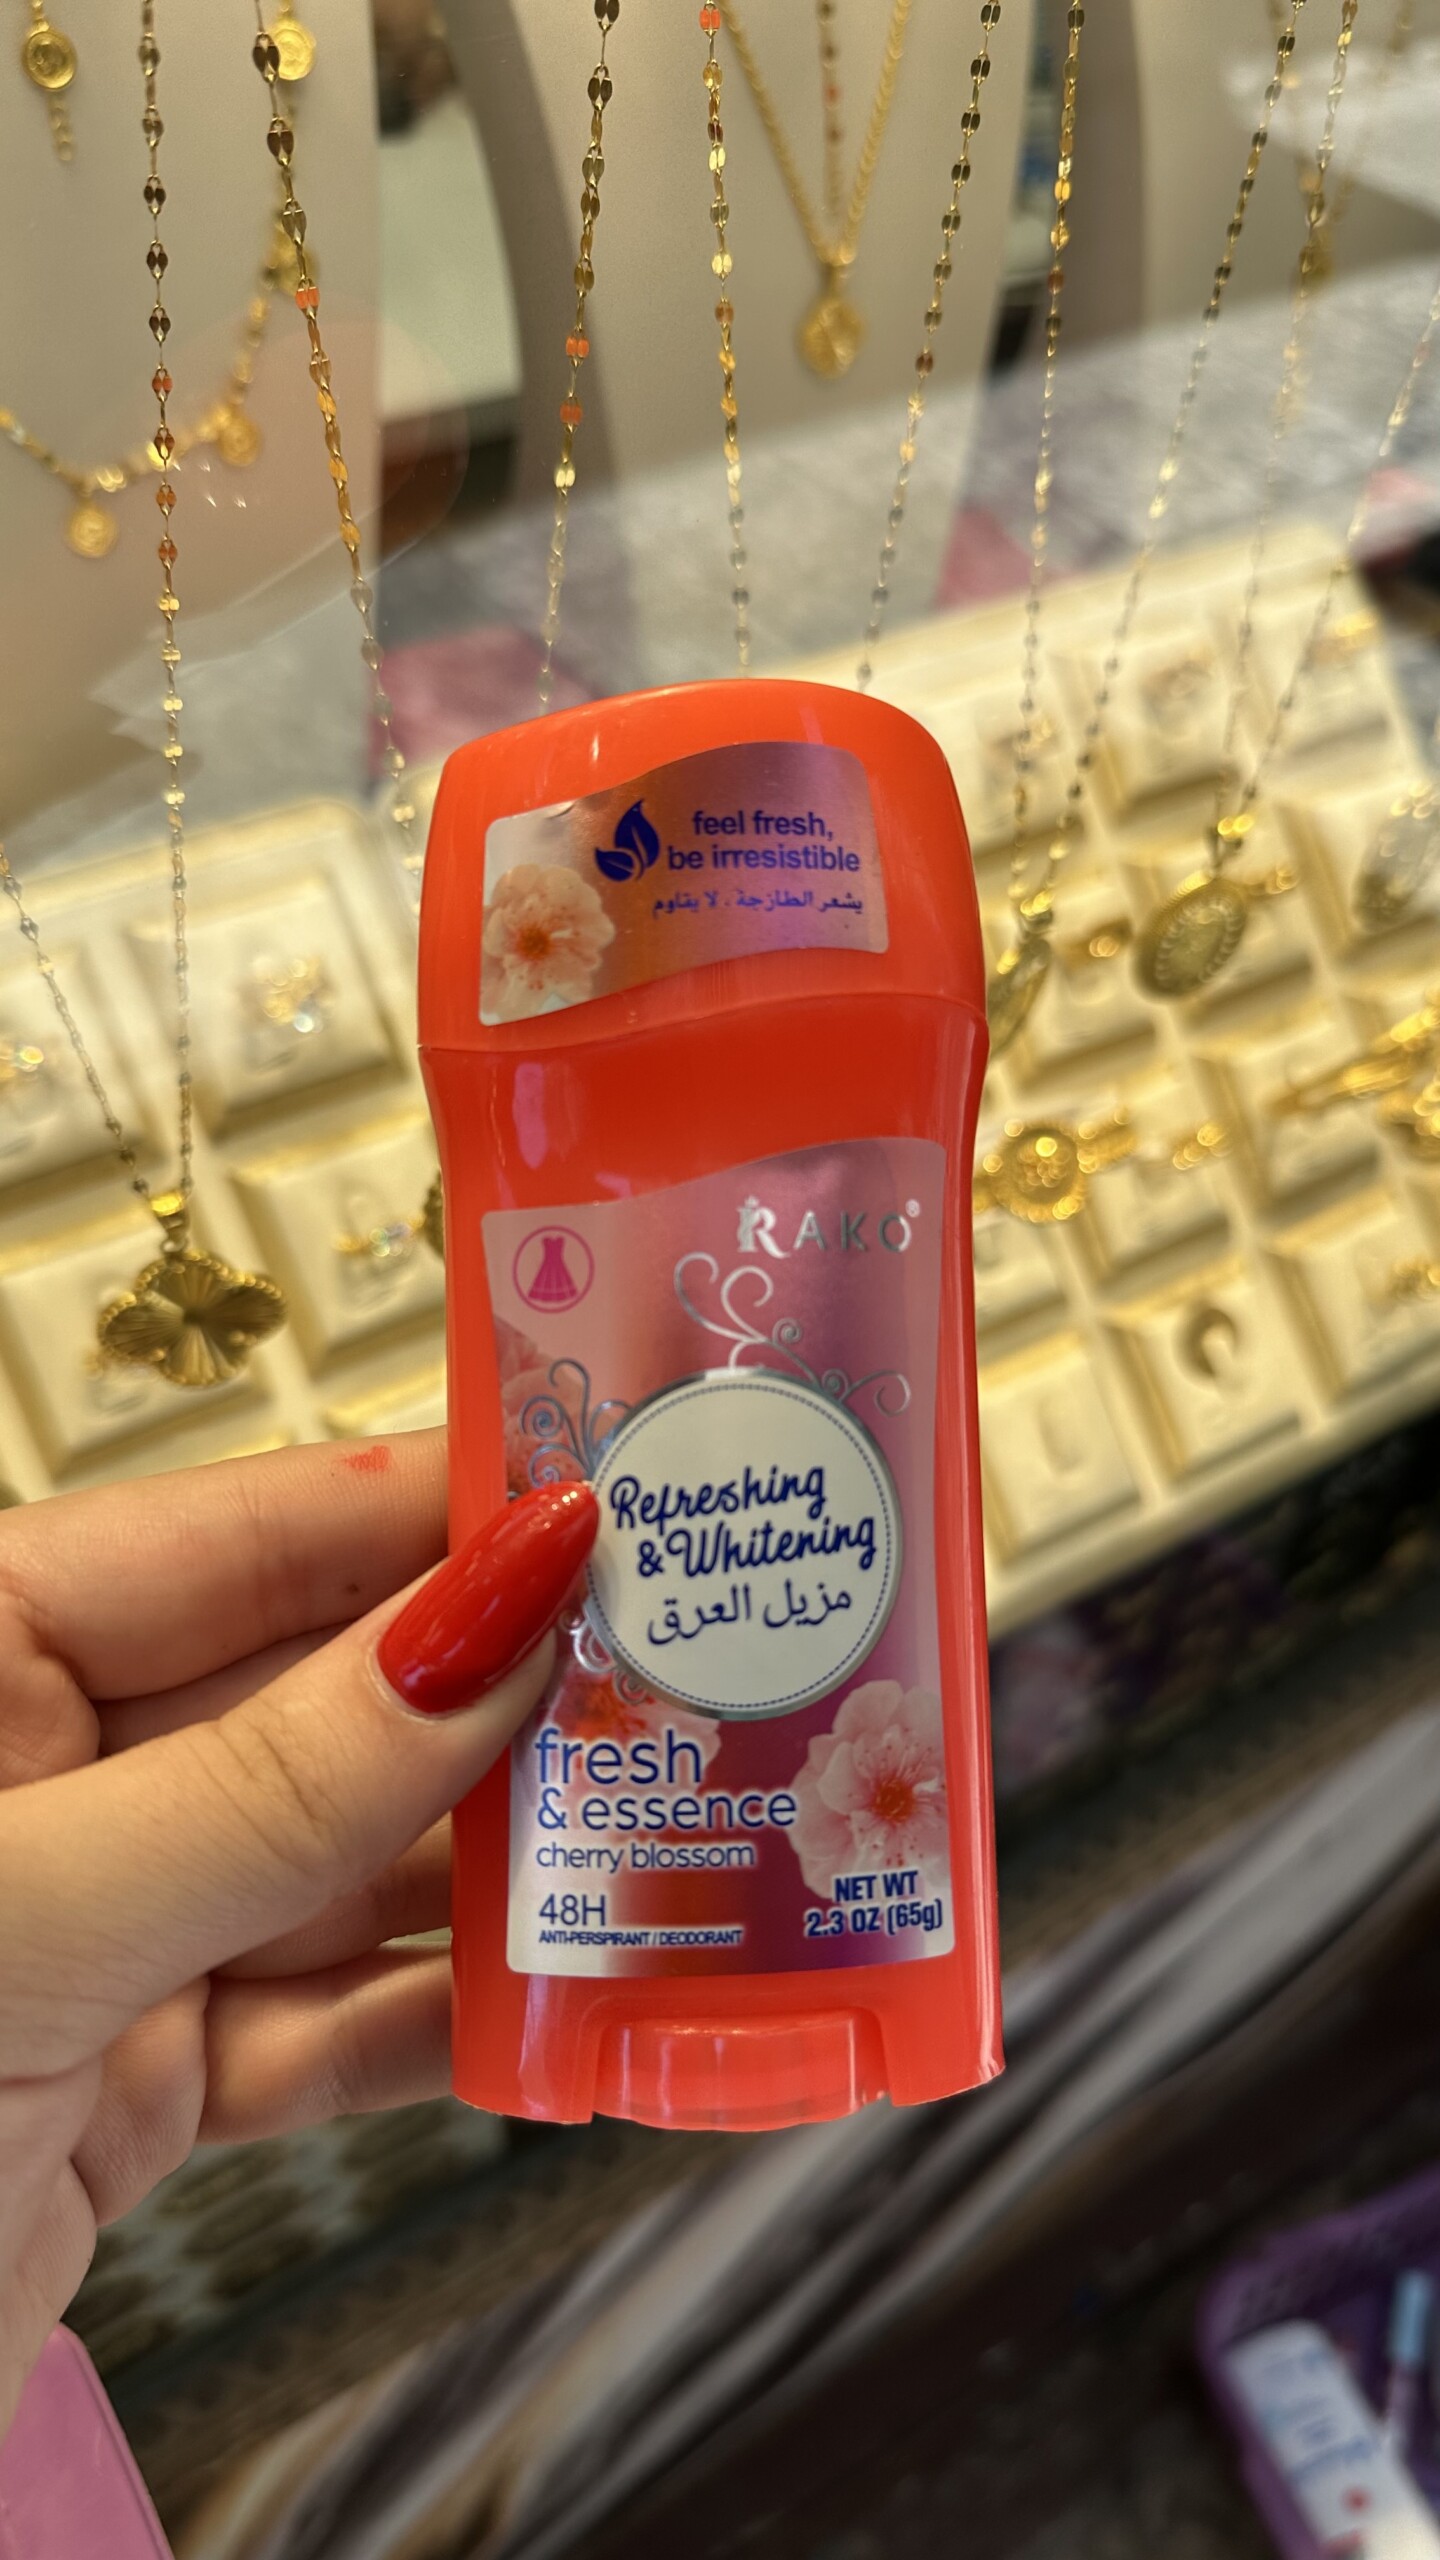 feel fresh,
be irresistible
يشعر الطازجة . لا يقاوم
RAKO®
Refreshing
& Whitening
مزيل العرق
fresh
& essence
cherry blossom
48H
ANTI-PERSPIRANT / DEODORANT
NET WT
2.3 OZ (65g)